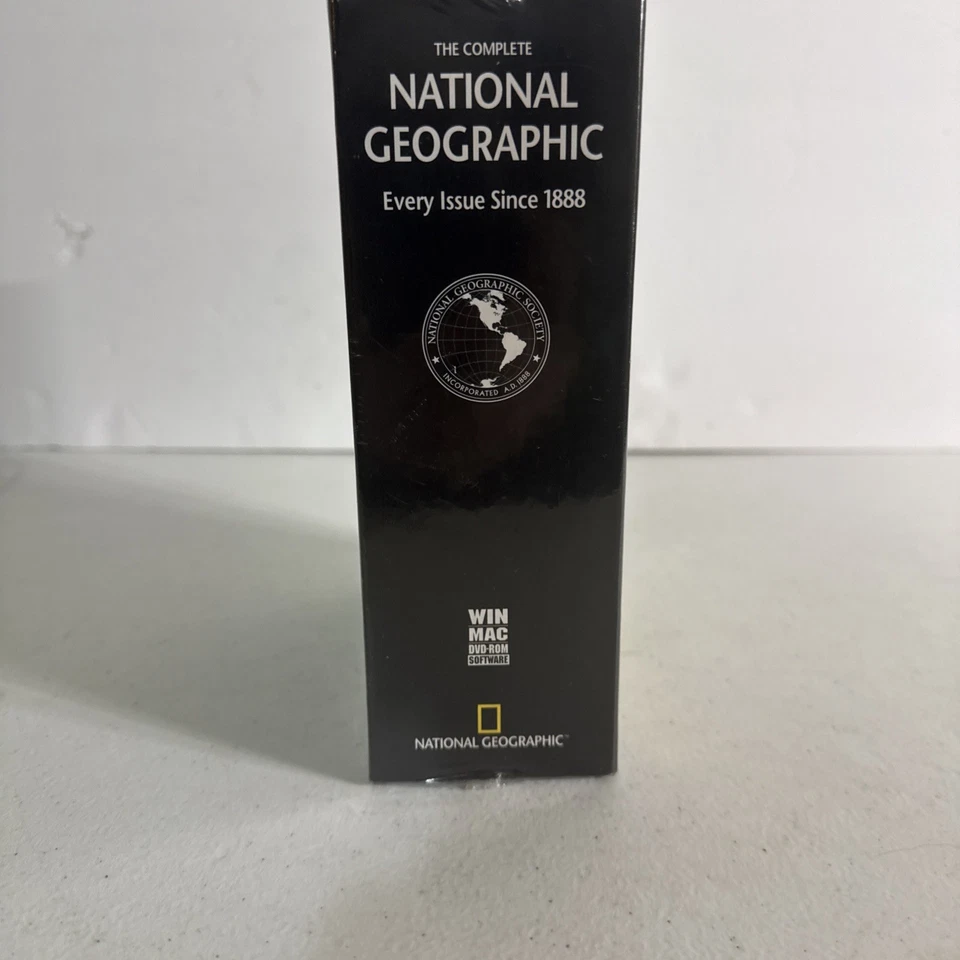 THE COMPLETE
NATIONAL
GEOGRAPHIC
Every Issue Since 1888
NATIONAL GEOGRAPHIC SOCIETY
INCORPORATED A.D. 1888
WIN
MAC
DVD-ROM
SOFTWARE
NATIONAL GEOGRAPHIC™